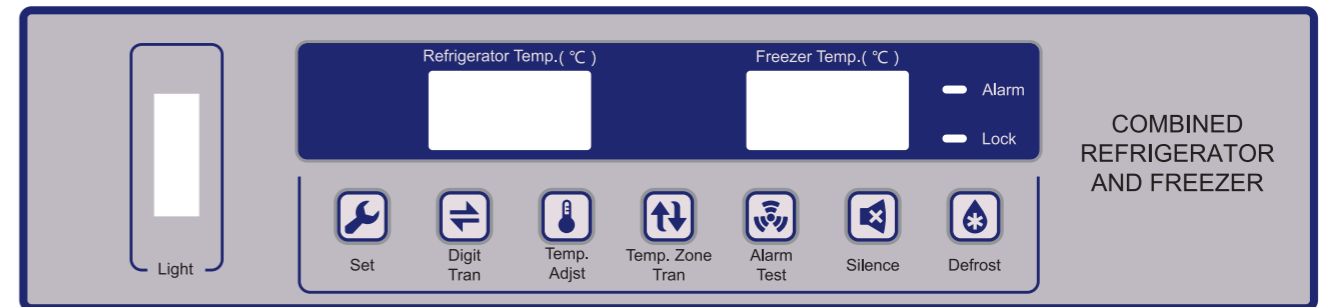 Refrigerator Temp.( ℃ )
Freezer Temp.( ℃ )
Alarm
Lock
COMBINED
REFRIGERATOR
AND FREEZER
Light
Set
Digit
Tran
Temp.
Adjst
Temp. Zone
Tran
Alarm
Test
Silence
Defrost